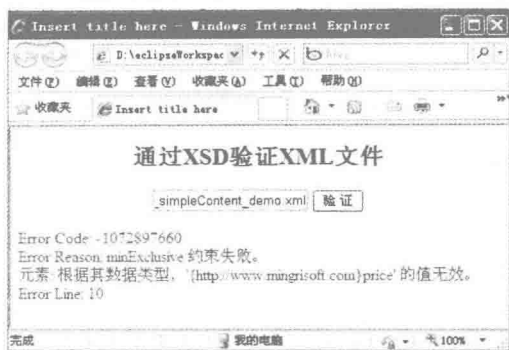 Insert title here - Windows Internet Explorer
D:\eclipseWorkspac
Bing
文件(F) 编辑(E) 查看(V) 收藏夹(A) 工具(T) 帮助(H)
收藏夹 Insert title here
通过XSD验证XML文件
_simpleContent_demo.xml 验证
Error Code: -1072897660
Error Reason: minExclusive 约束失败。
元素: 根据其数据类型，'{http://www.mingrisoft.com}price' 的值无效。
Error Line: 10
完成 我的电脑 100%